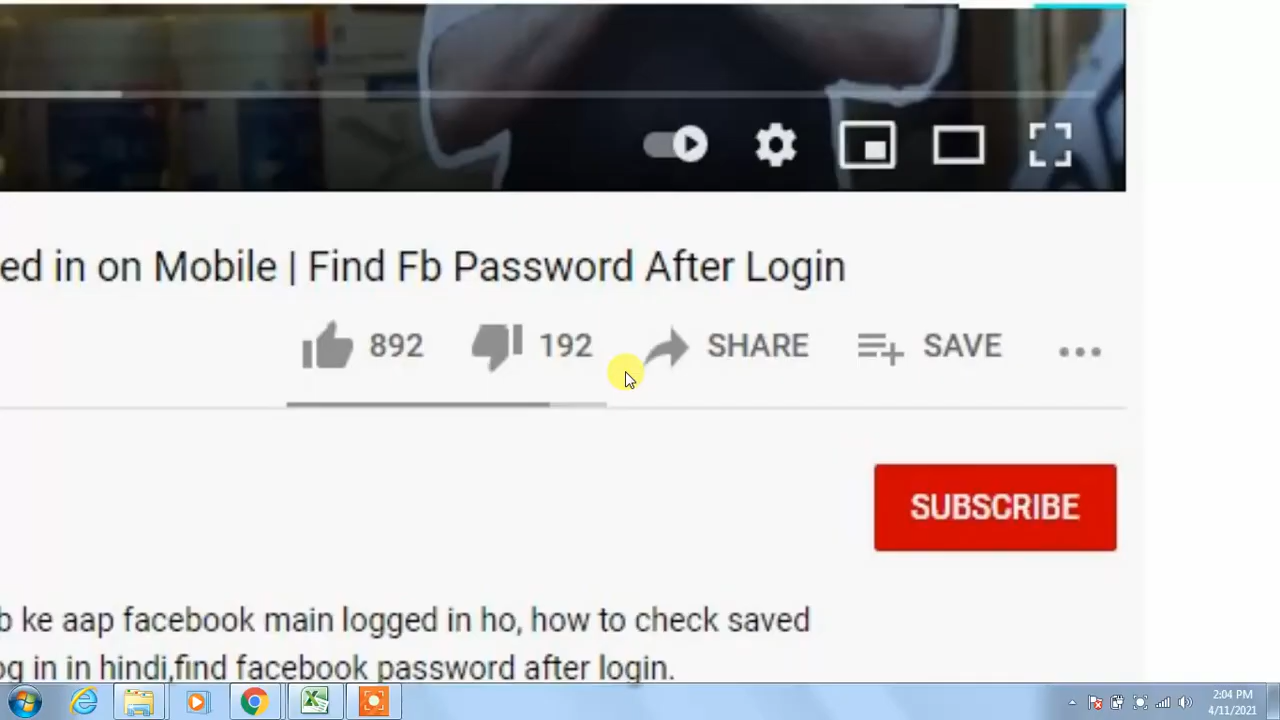 ed in on Mobile | Find Fb Password After Login
892 192 SHARE SAVE
SUBSCRIBE
b ke aap facebook main logged in ho, how to check saved
og in in hindi,find facebook password after login.
2:04 PM
4/11/2021